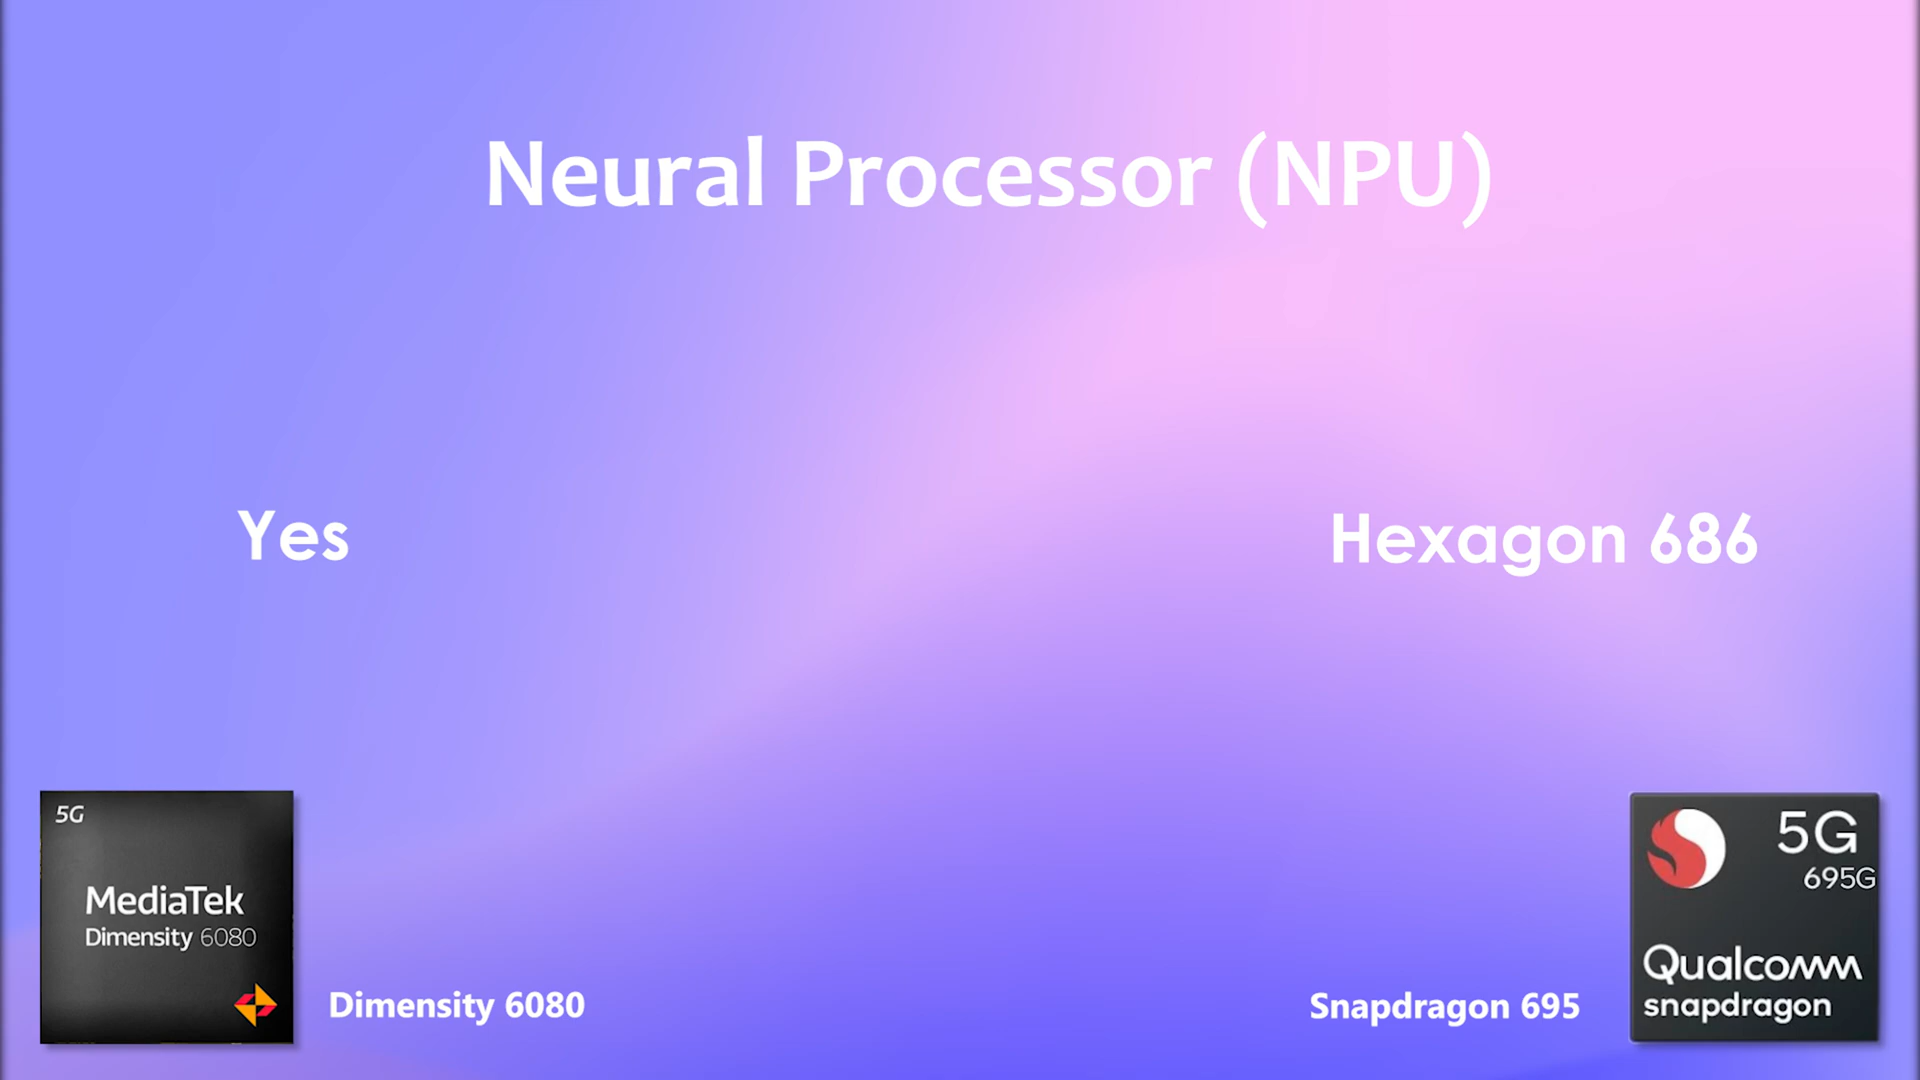 Neural Processor (NPU)
Yes
Hexagon 686
5G
MediaTek
Dimensity 6080
Dimensity 6080
Snapdragon 695
5G
695G
Qualcomm
snapdragon